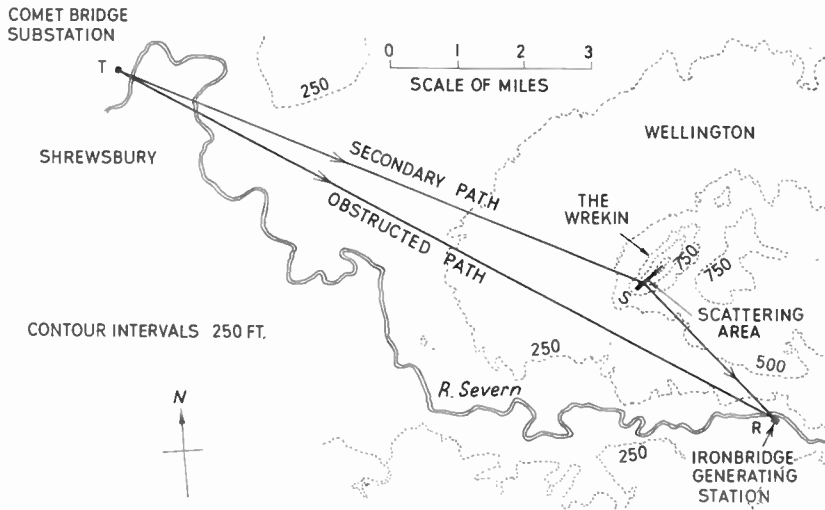 COMET BRIDGE
SUBSTATION
T
0 1 2 3
SCALE OF MILES
250
SHREWSBURY
WELLINGTON
SECONDARY PATH
OBSTRUCTED PATH
THE
WREKIN
750
750
S
SCATTERING
AREA
CONTOUR INTERVALS 250 FT.
250
500
N
R. Severn
R
250
IRONBRIDGE
GENERATING
STATION